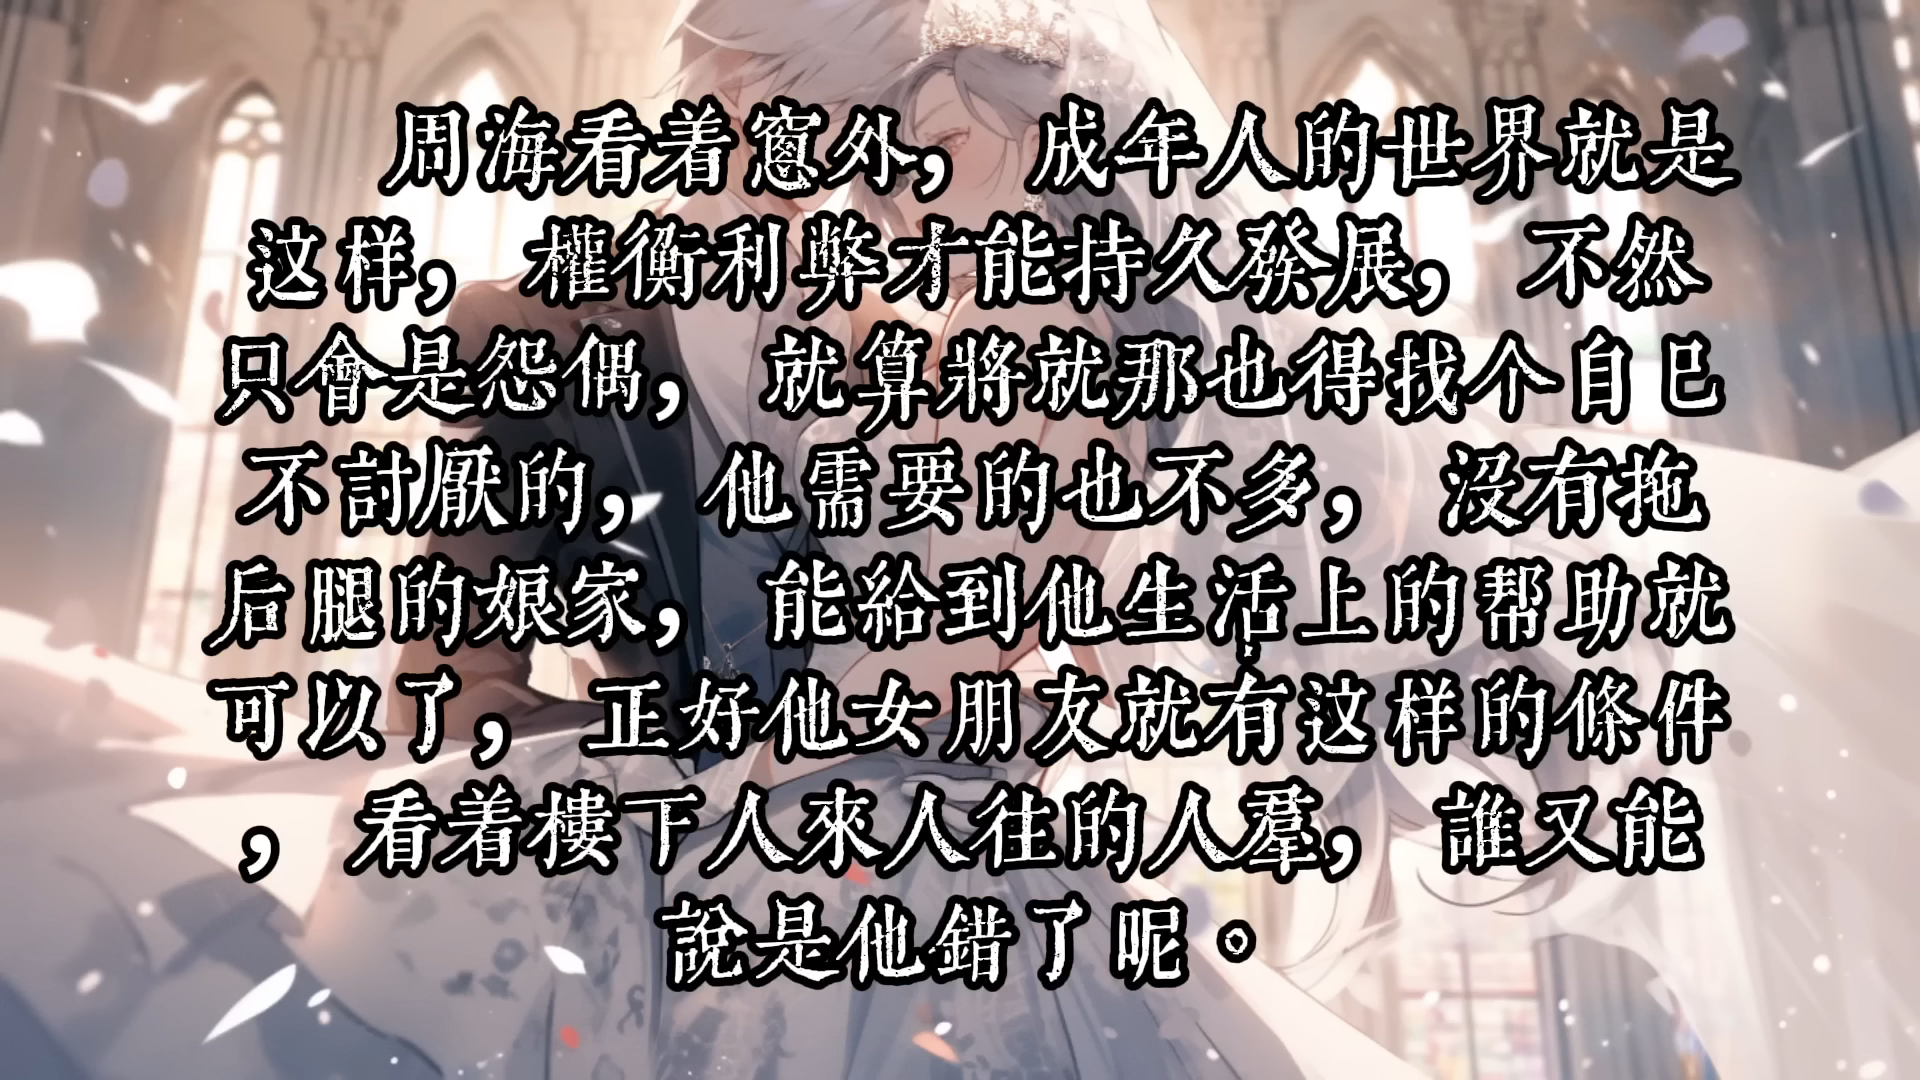 周海看着窗外，成年人的世界就是
这样，權衡利弊才能持久發展，不然
只會是怨偶，就算將就那也得找个自已
不討厭的，他需要的也不多，沒有拖
后腿的娘家，能給到他生活上的帮助就
可以了，正好他女朋友就有这样的條件
，看着樓下人來人往的人羣，誰又能
說是他錯了呢。